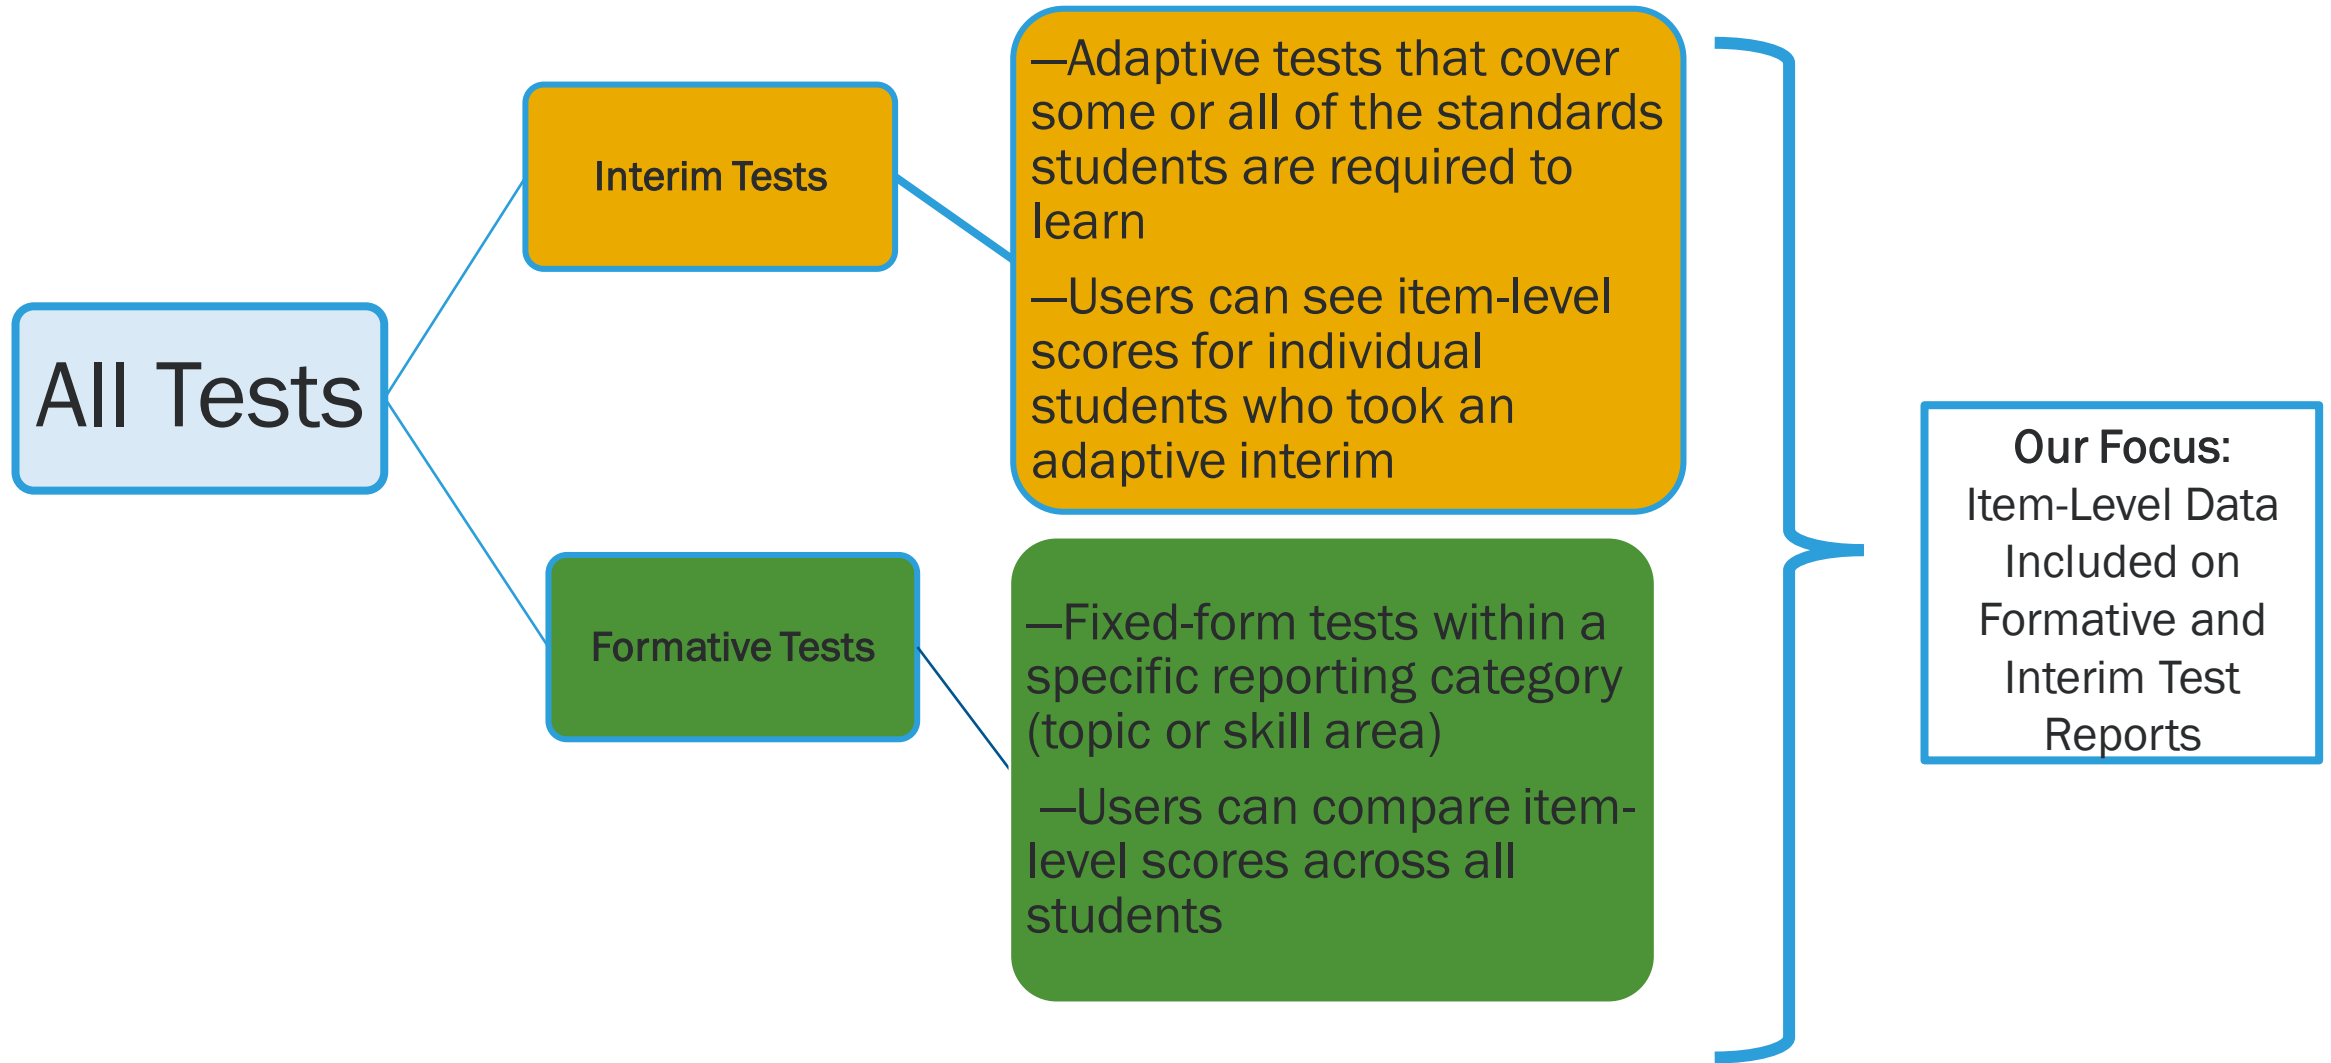 All Tests
Interim Tests
—Adaptive tests that cover
some or all of the standards
students are required to
learn
—Users can see item-level
scores for individual
students who took an
adaptive interim
Formative Tests
—Fixed-form tests within a
specific reporting category
(topic or skill area)
—Users can compare item-
level scores across all
students
Our Focus:
Item-Level Data
Included on
Formative and
Interim Test
Reports